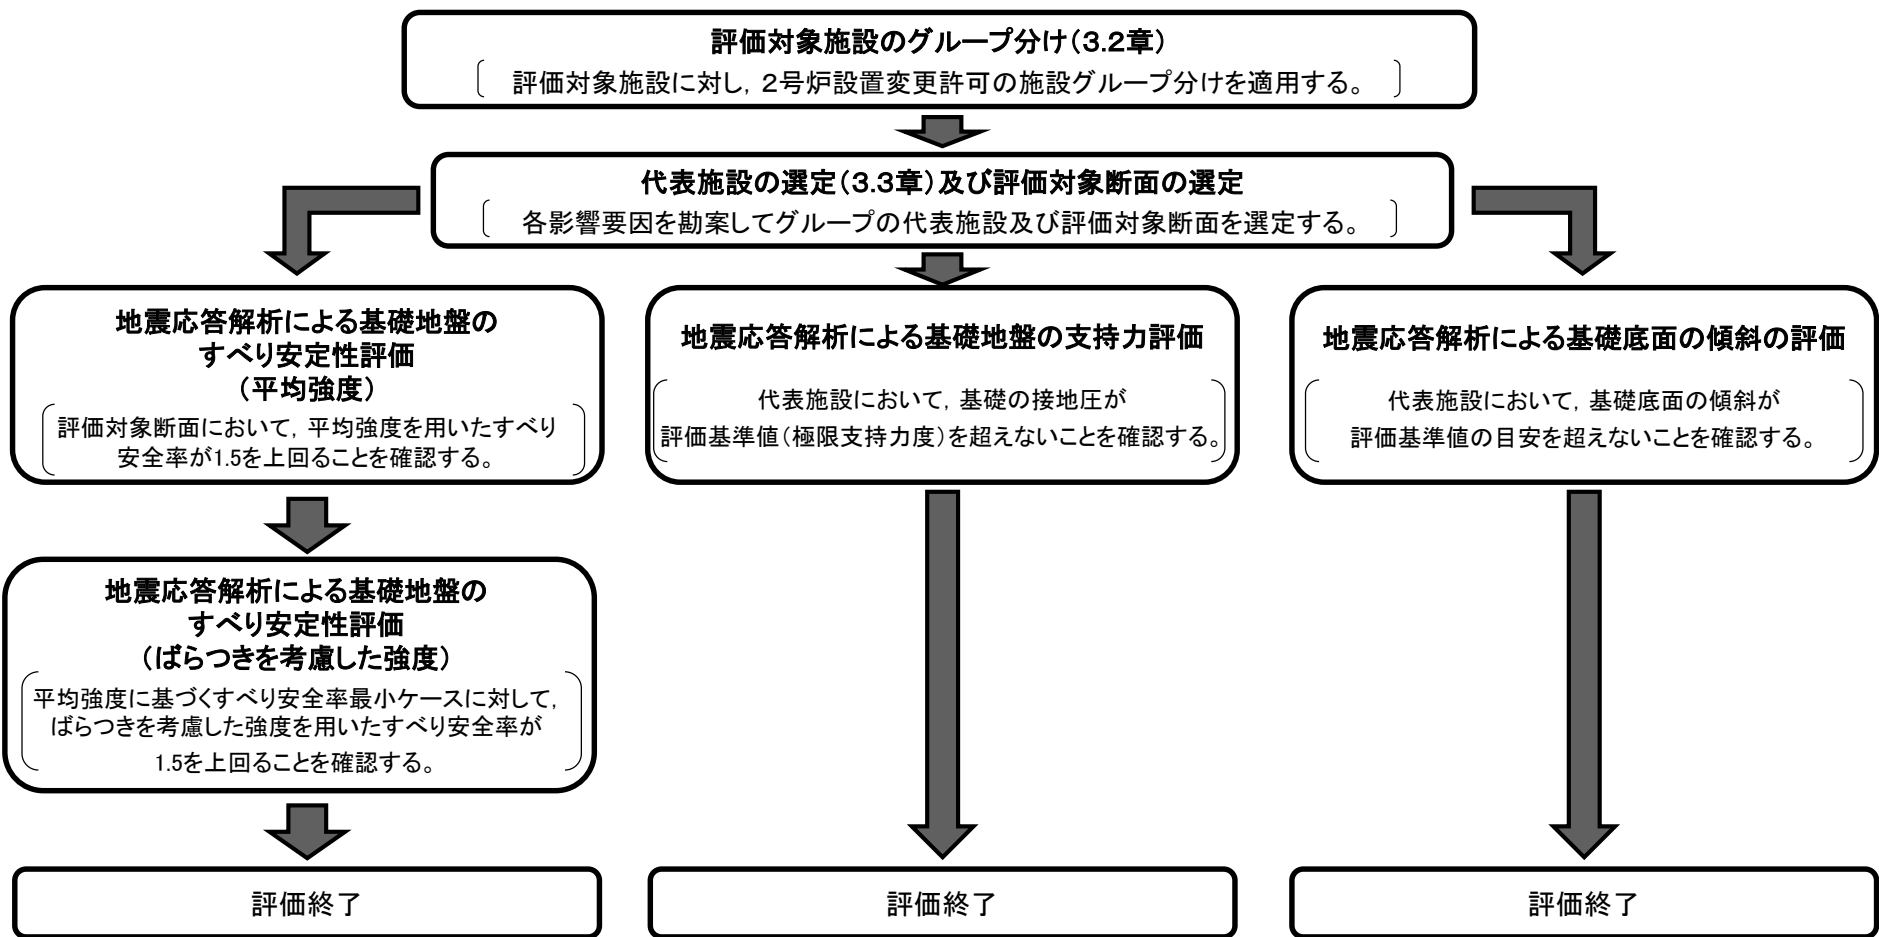 評価対象施設のグループ分け(3.2章)
評価対象施設に対し，2号炉設置変更許可の施設グループ分けを適用する。
代表施設の選定(3.3章)及び評価対象断面の選定
各影響要因を勘案してグループの代表施設及び評価対象断面を選定する。
地震応答解析による基礎地盤の
すべり安定性評価
(平均強度)
評価対象断面において，平均強度を用いたすべり
安全率が1.5を上回ることを確認する。
地震応答解析による基礎地盤の支持力評価
代表施設において，基礎の接地圧が
評価基準値(極限支持力度)を超えないことを確認する。
地震応答解析による基礎底面の傾斜の評価
代表施設において，基礎底面の傾斜が
評価基準値の目安を超えないことを確認する。
地震応答解析による基礎地盤の
すべり安定性評価
(ばらつきを考慮した強度)
平均強度に基づくすべり安全率最小ケースに対して，
ばらつきを考慮した強度を用いたすべり安全率が
1.5を上回ることを確認する。
評価終了
評価終了
評価終了